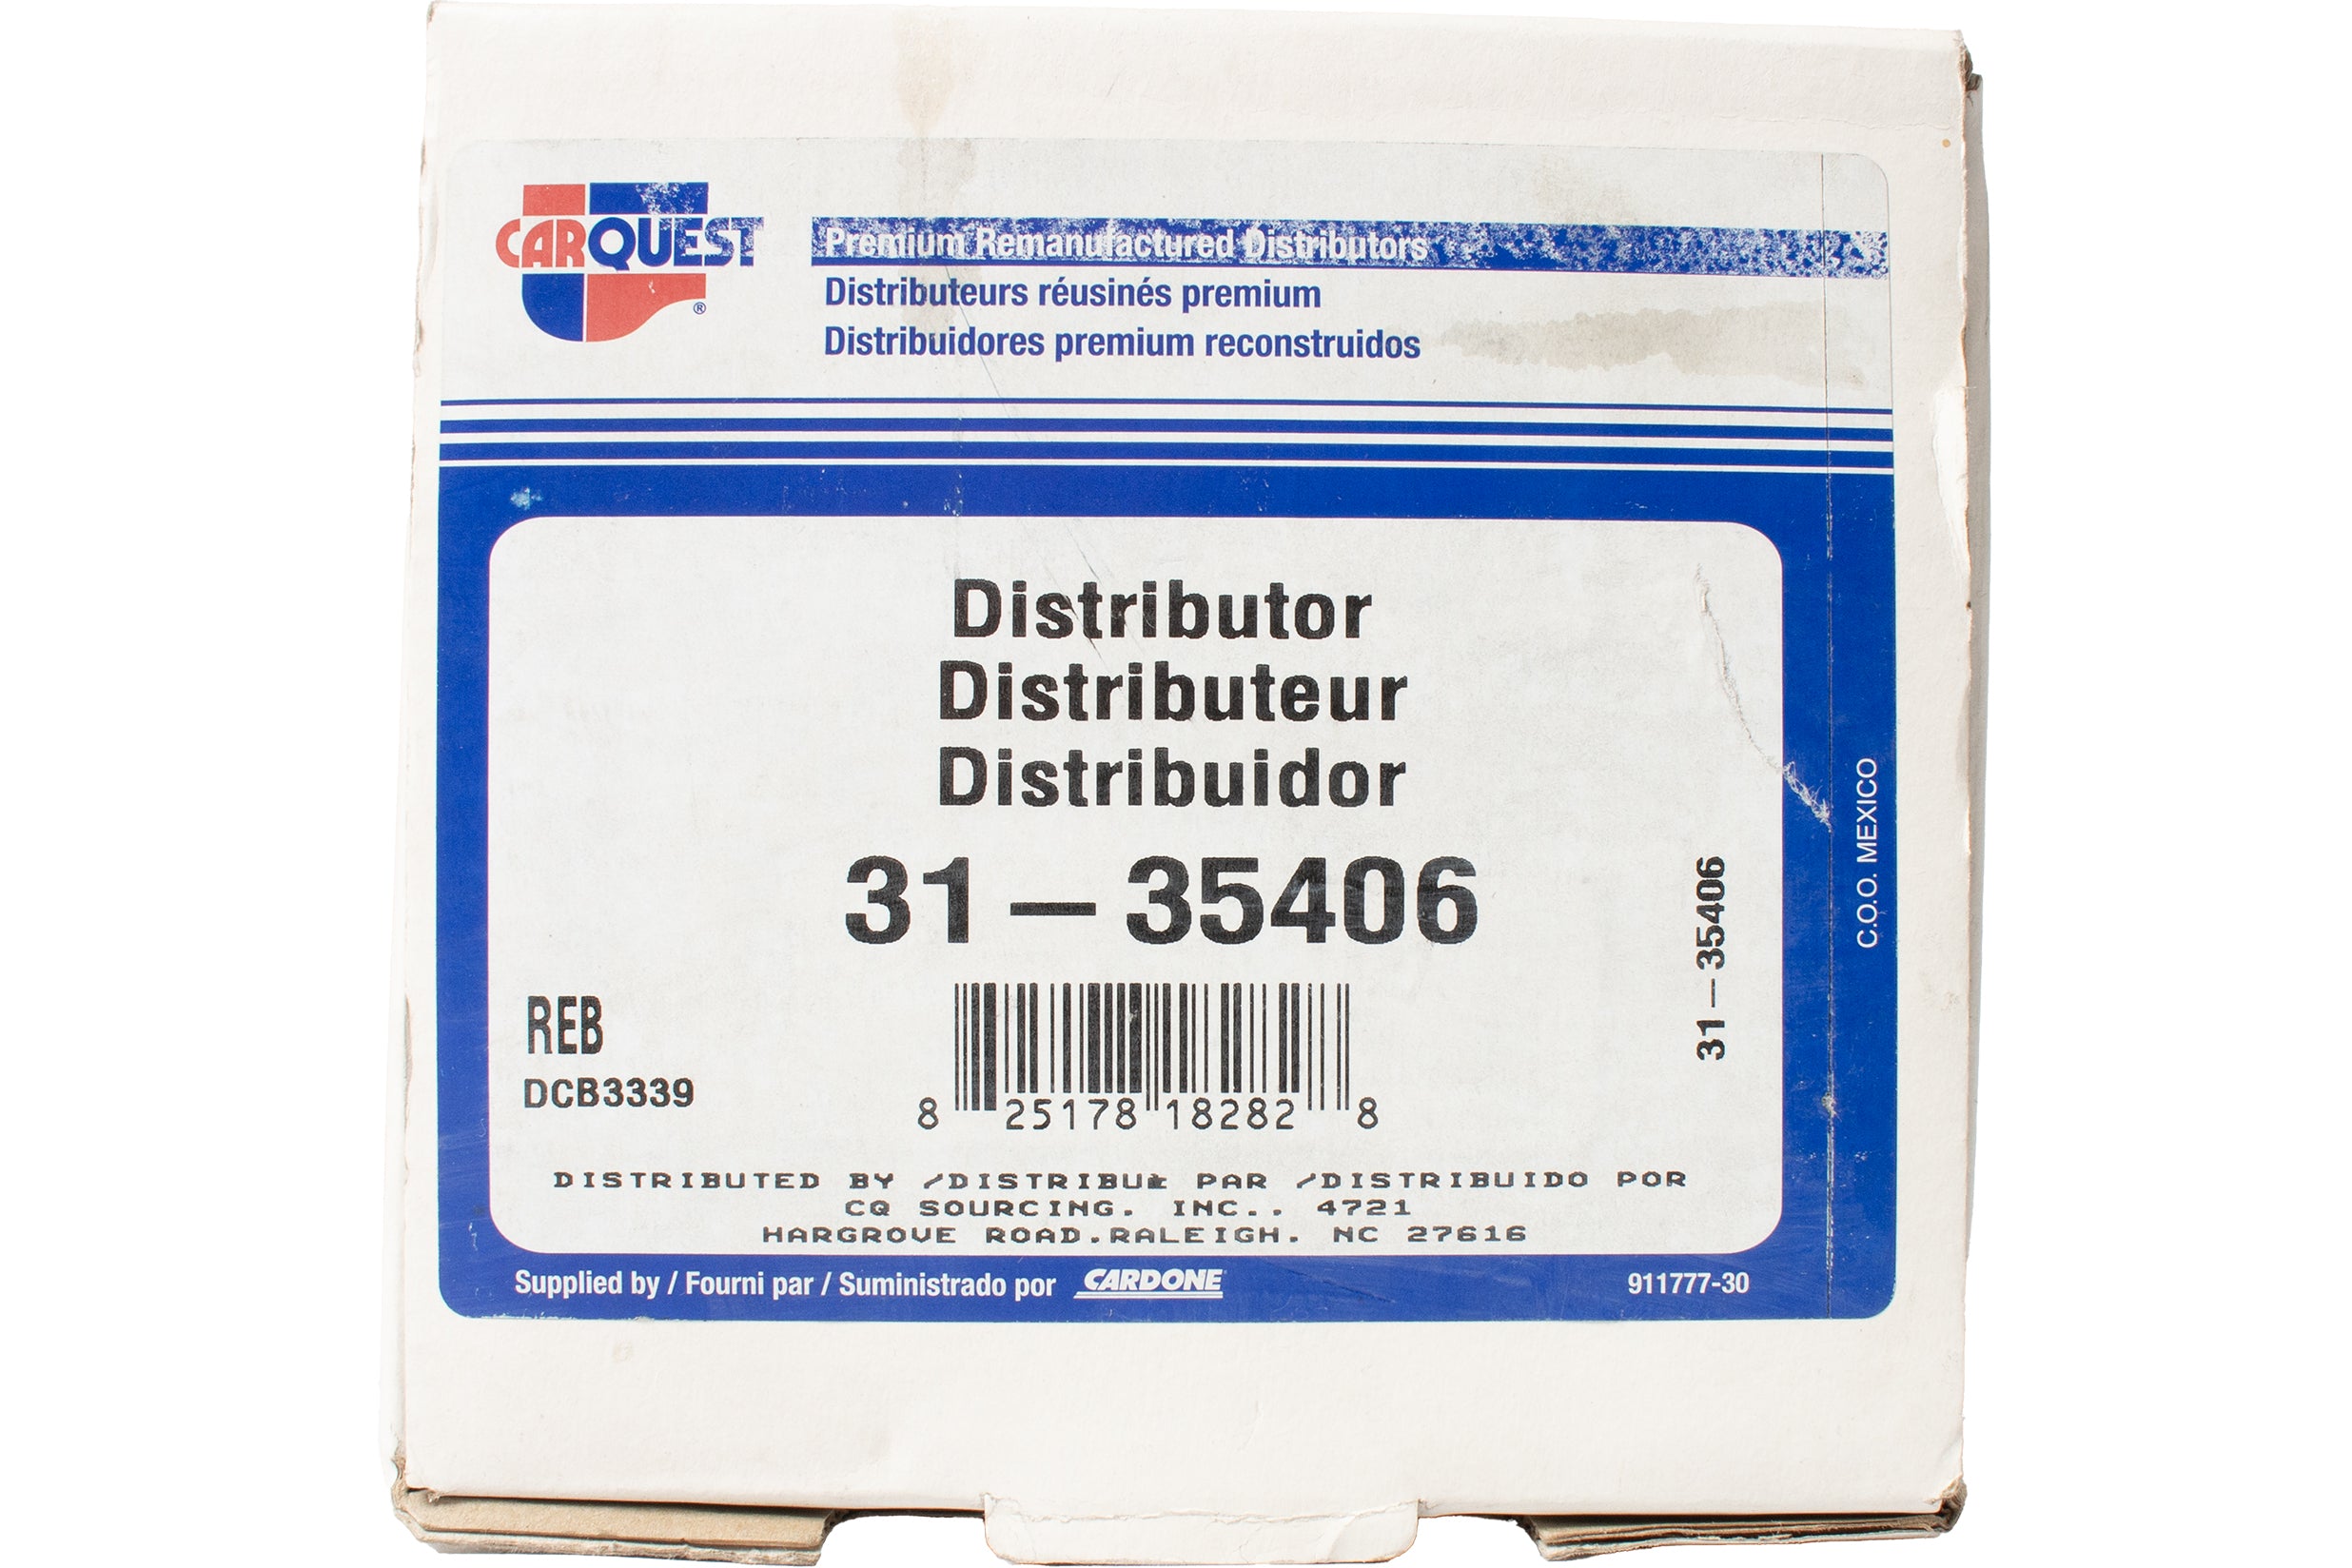 CARQUEST®
Premium Remanufactured Distributors
Distributeurs réusinés premium
Distribuidores premium reconstruidos
Distributor
Distributeur
Distribuidor
31-35406
REB
DCB3339
8 25178 18282 8
31-35406
C.O.O. MEXICO
DISTRIBUTED BY /DISTRIBUÉ PAR /DISTRIBUIDO POR
CQ SOURCING. INC.. 4721
HARGROVE ROAD.RALEIGH. NC 27616
Supplied by / Fourni par / Suministrado por CARDONE
911777-30